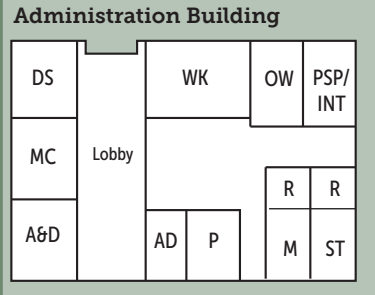 Administration Building
DS
WK
OW
PSP/
INT
MC
Lobby
R
R
A&D
AD
P
M
ST